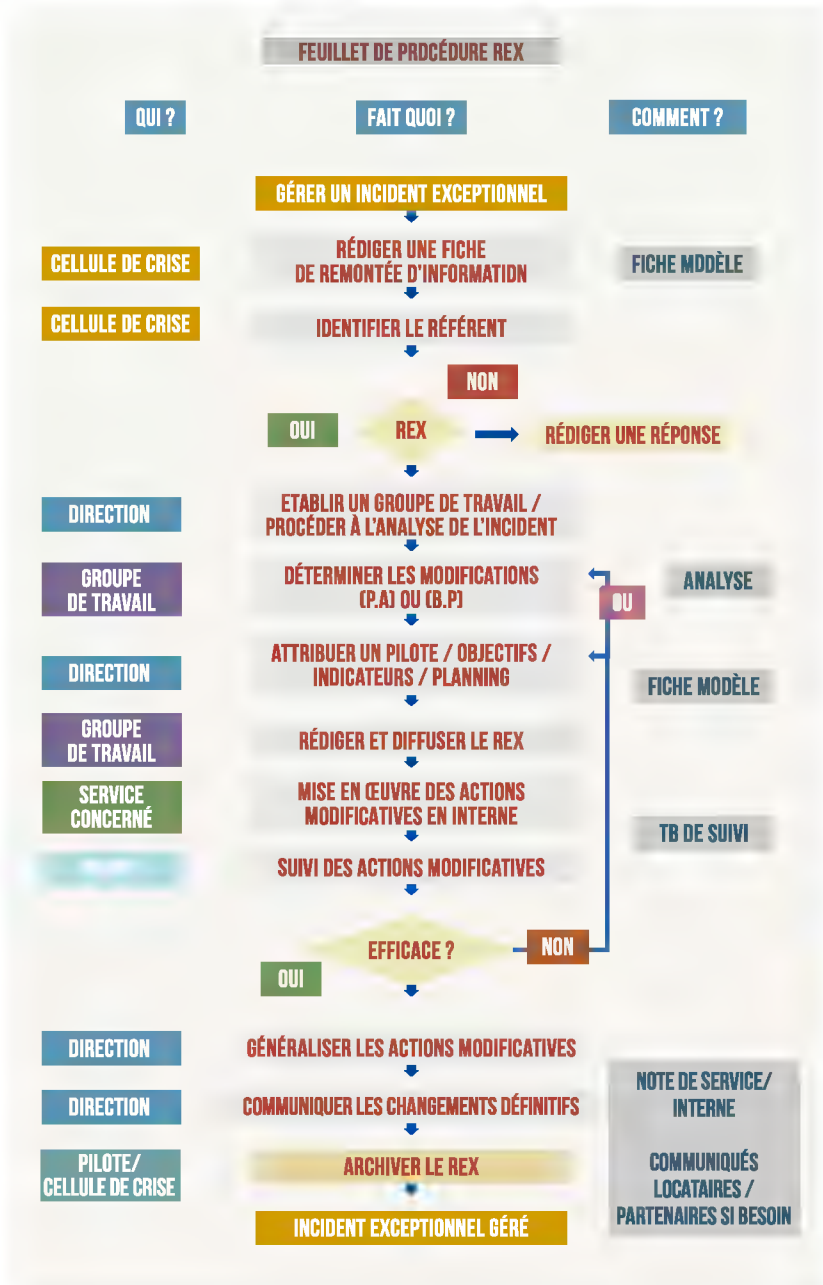 FEUILLET DE PROCÉDURE REX
QUI ?
FAIT QUOI ?
COMMENT ?
GÉRER UN INCIDENT EXCEPTIONNEL
CELLULE DE CRISE
RÉDIGER UNE FICHE
DE REMONTÉE D'INFORMATION
FICHE MODÈLE
CELLULE DE CRISE
IDENTIFIER LE RÉFÉRENT
NON
OUI
REX
RÉDIGER UNE RÉPONSE
DIRECTION
ETABLIR UN GROUPE DE TRAVAIL /
PROCÉDER À L'ANALYSE DE L'INCIDENT
GROUPE
DE TRAVAIL
DÉTERMINER LES MODIFICATIONS
(P.A) OU (B.P)
OU
ANALYSE
DIRECTION
ATTRIBUER UN PILOTE / OBJECTIFS /
INDICATEURS / PLANNING
FICHE MODÈLE
GROUPE
DE TRAVAIL
RÉDIGER ET DIFFUSER LE REX
SERVICE
CONCERNÉ
MISE EN ŒUVRE DES ACTIONS
MODIFICATIVES EN INTERNE
TB DE SUIVI
SUIVI DES ACTIONS MODIFICATIVES
EFFICACE ?
NON
OUI
DIRECTION
GÉNÉRALISER LES ACTIONS MODIFICATIVES
DIRECTION
COMMUNIQUER LES CHANGEMENTS DÉFINITIFS
NOTE DE SERVICE/
INTERNE
PILOTE/
CELLULE DE CRISE
ARCHIVER LE REX
COMMUNIQUÉS
LOCATAIRES /
PARTENAIRES SI BESOIN
INCIDENT EXCEPTIONNEL GÉRÉ